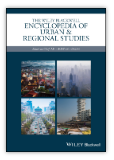 THE WILEY BLACKWELL
ENCYCLOPEDIA OF
URBAN &
REGIONAL STUDIES
WILEY Blackwell